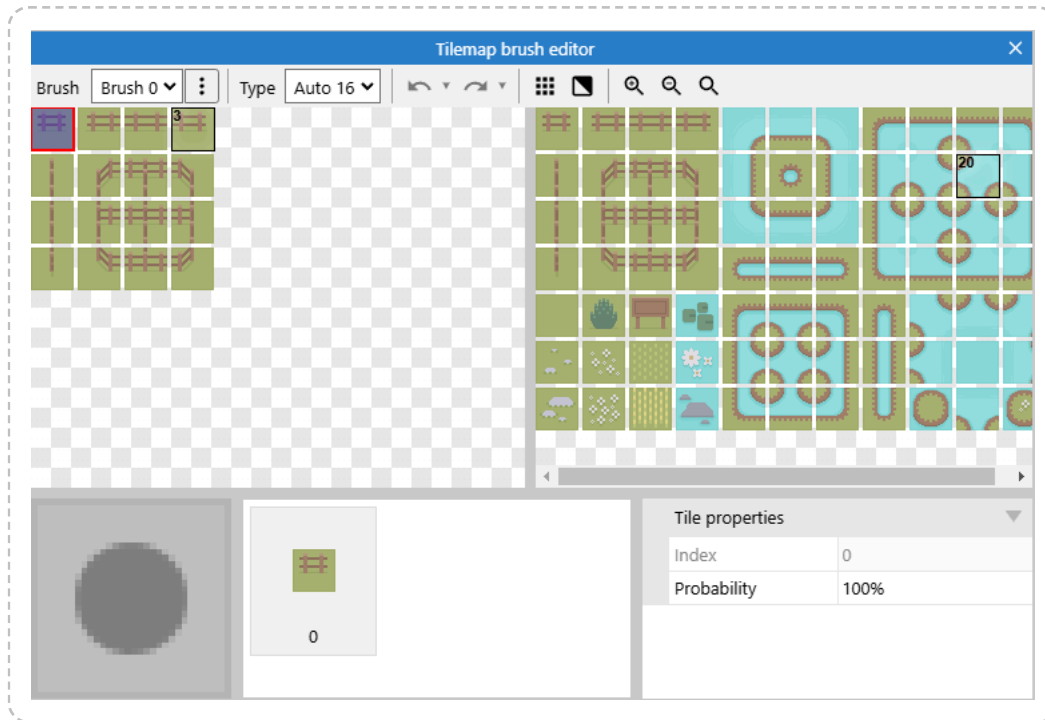 Tilemap brush editor
Brush Brush 0 Type Auto 16
3
20
0
Tile properties
Index 0
Probability 100%